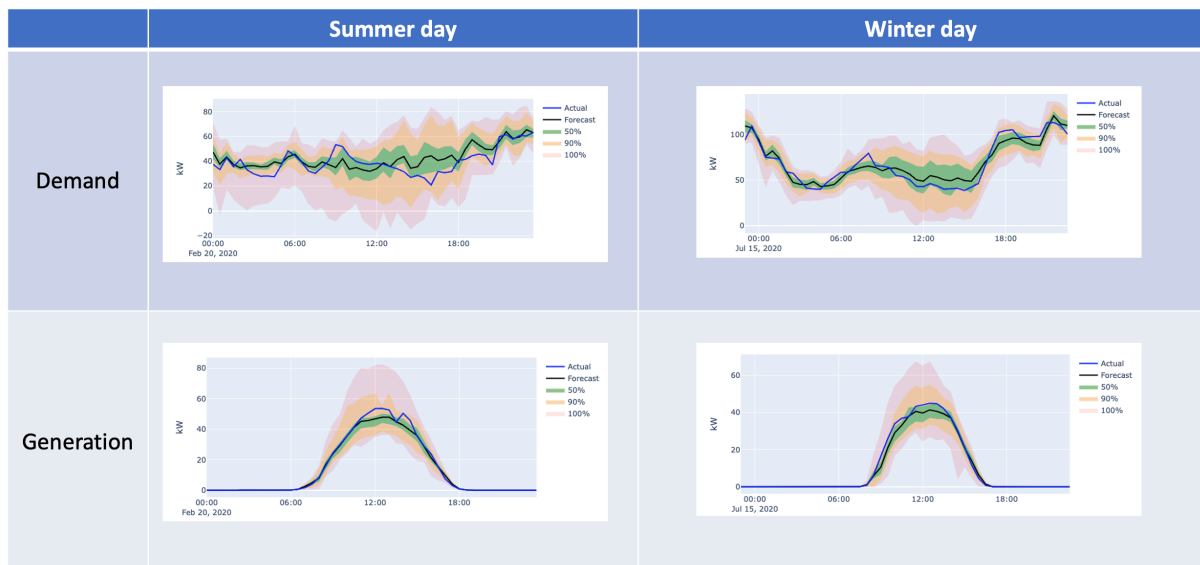 Summer day
Winter day
Demand
80
60
40
20
0
−20
kW
00:00
06:00
12:00
18:00
Feb 20, 2020
Actual
Forecast
50%
90%
100%
100
50
0
kW
00:00
06:00
12:00
18:00
Jul 15, 2020
Actual
Forecast
50%
90%
100%
Generation
80
60
40
20
0
kW
00:00
06:00
12:00
18:00
Feb 20, 2020
Actual
Forecast
50%
90%
100%
60
40
20
0
kW
00:00
06:00
12:00
18:00
Jul 15, 2020
Actual
Forecast
50%
90%
100%